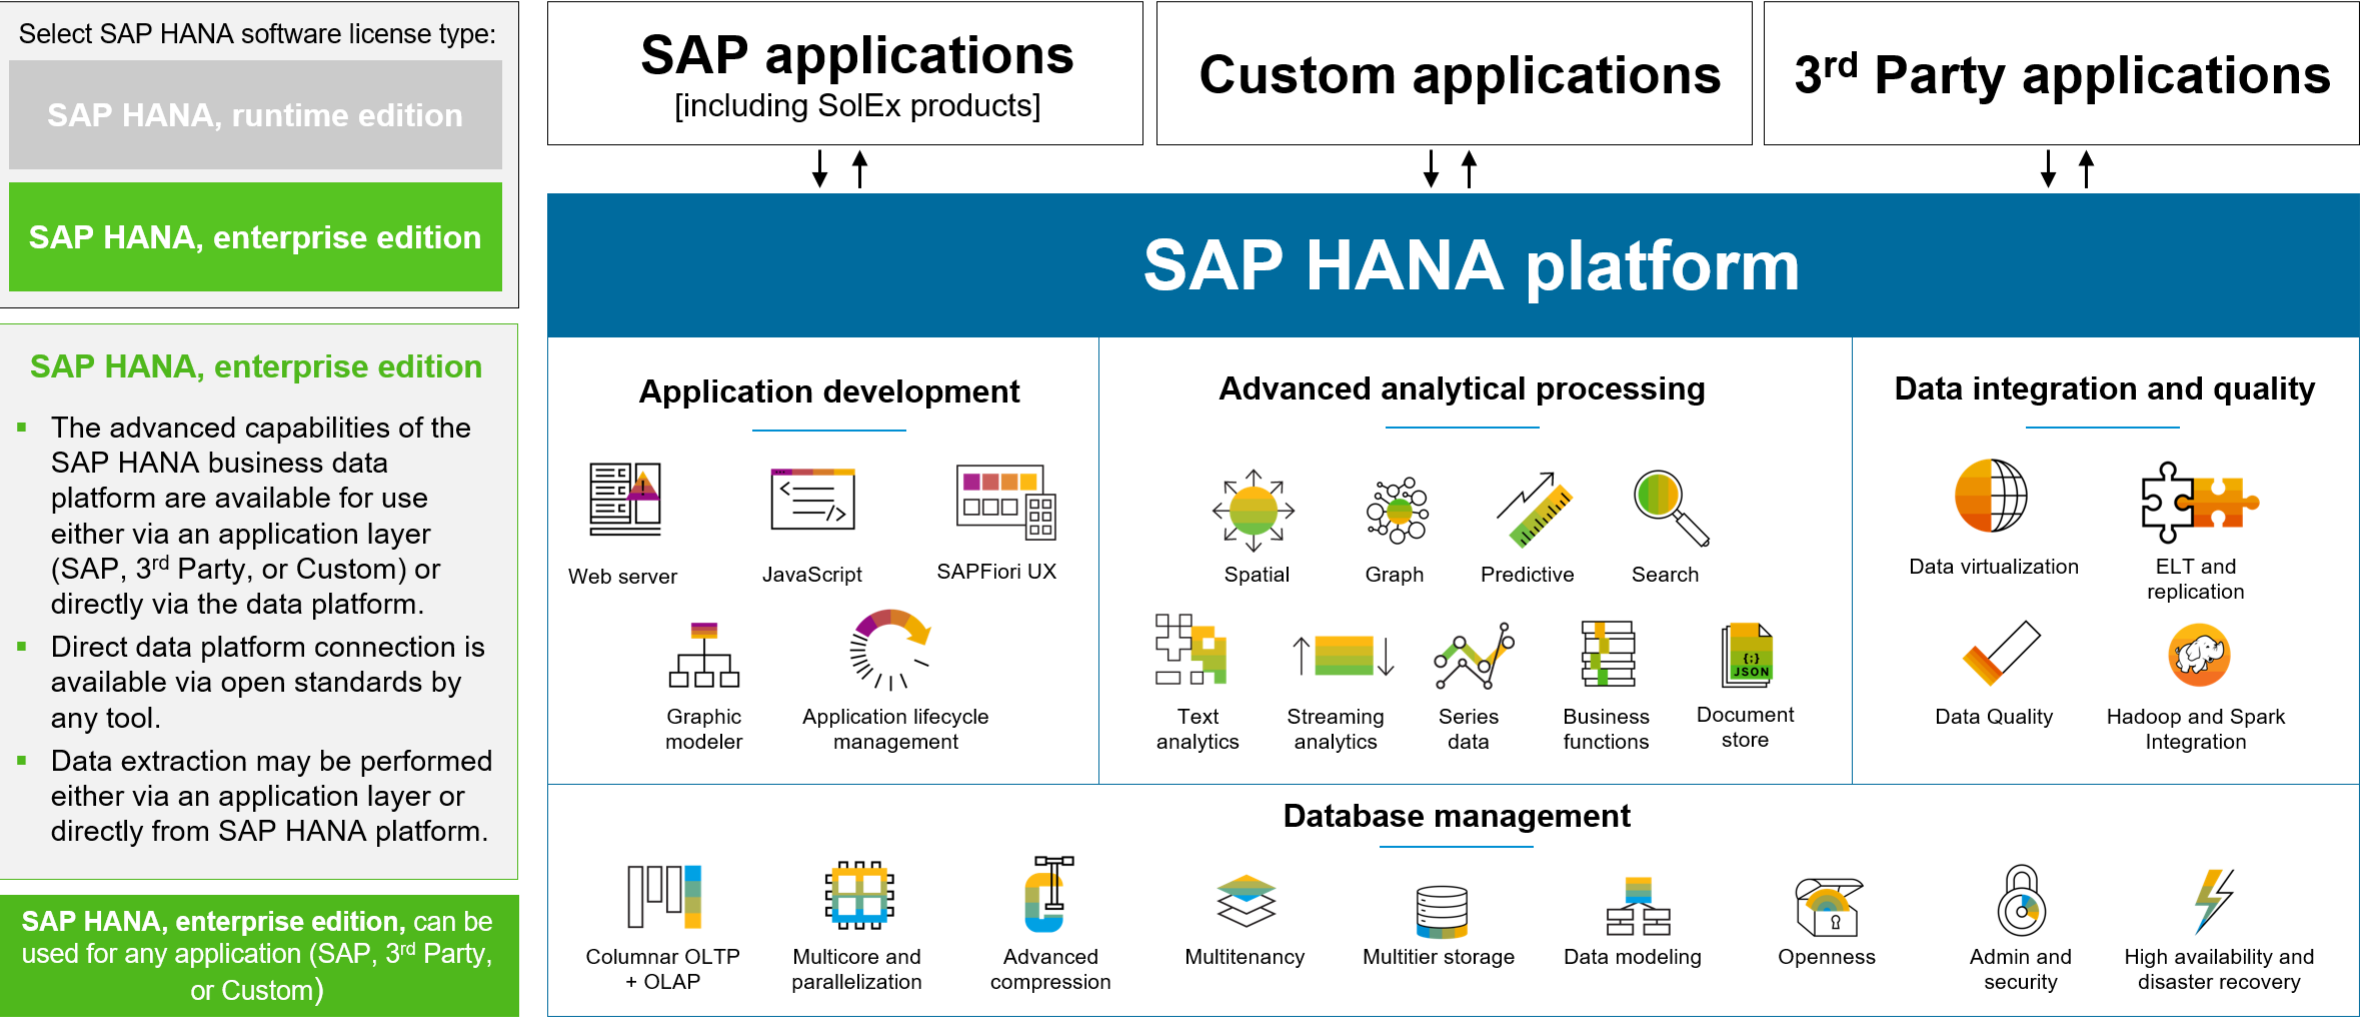 Select SAP HANA software license type:
SAP HANA, runtime edition
SAP HANA, enterprise edition
SAP HANA, enterprise edition
▪ The advanced capabilities of the
SAP HANA business data
platform are available for use
either via an application layer
(SAP, 3rd Party, or Custom) or
directly via the data platform.
▪ Direct data platform connection is
available via open standards by
any tool.
▪ Data extraction may be performed
either via an application layer or
directly from SAP HANA platform.
SAP HANA, enterprise edition, can be
used for any application (SAP, 3rd Party,
or Custom)
SAP applications
[including SolEx products]
Custom applications
3rd Party applications
SAP HANA platform
Application development
Web server
JavaScript
SAPFiori UX
Graphic
modeler
Application lifecycle
management
Advanced analytical processing
Spatial
Graph
Predictive
Search
Text
analytics
Streaming
analytics
Series
data
Business
functions
{;}
JSON
Document
store
Data integration and quality
Data virtualization
ELT and
replication
Data Quality
Hadoop and Spark
Integration
Database management
Columnar OLTP
+ OLAP
Multicore and
parallelization
Advanced
compression
Multitenancy
Multitier storage
Data modeling
Openness
Admin and
security
High availability and
disaster recovery